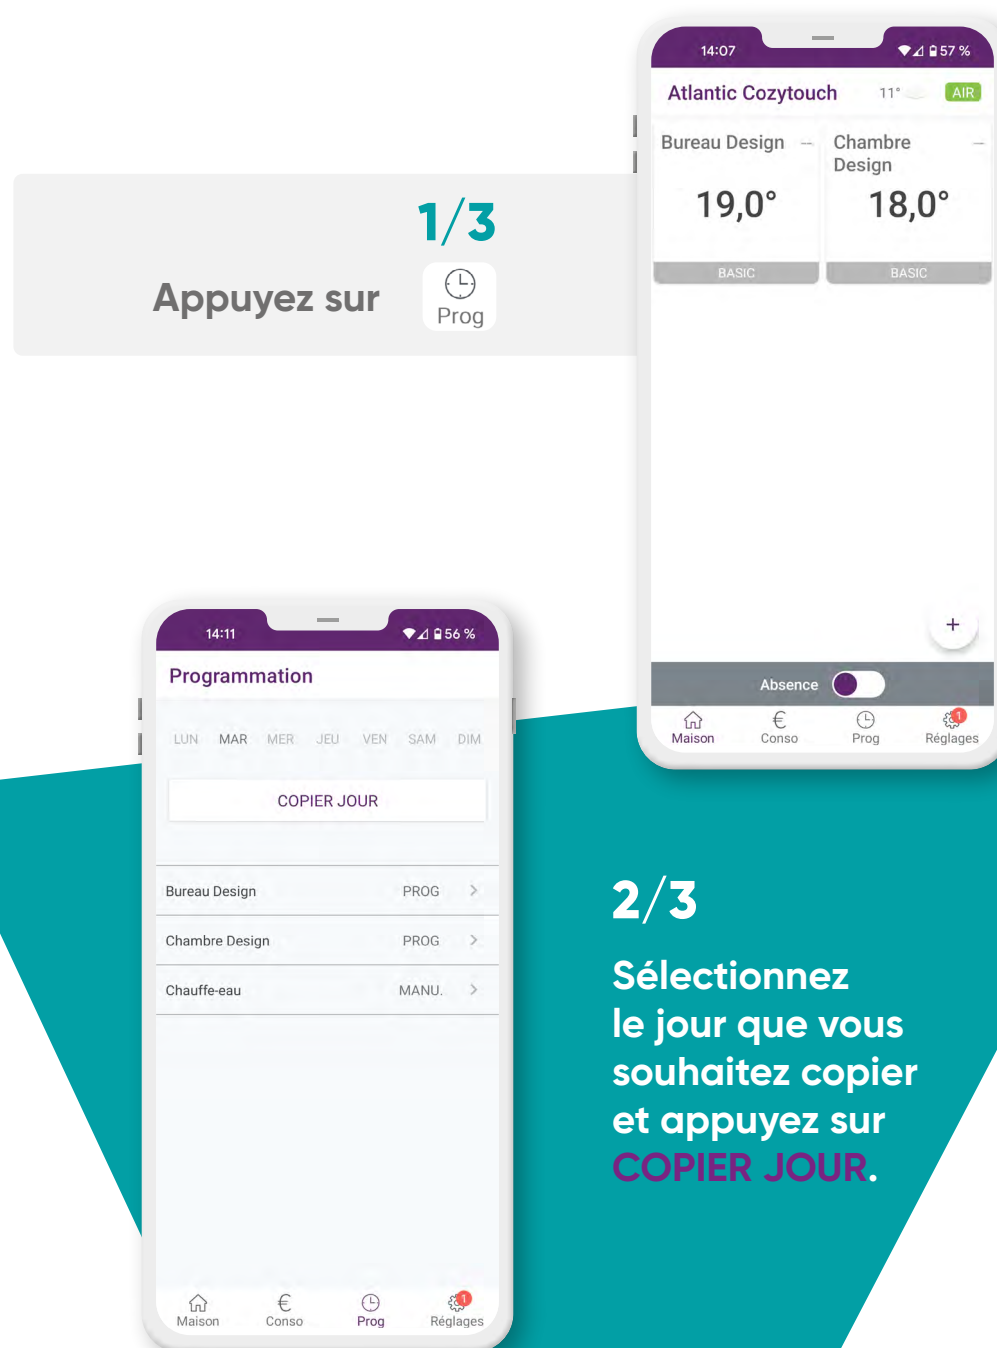 1/3
Appuyez sur
Prog
14:07
57 %
Atlantic Cozytouch
11°
AIR
Bureau Design --
Chambre Design --
19,0°
18,0°
BASIC
BASIC
+
Absence
Maison
€
Conso
Prog
1
Réglages
14:11
56 %
Programmation
LUN MAR MER JEU VEN SAM DIM
COPIER JOUR
Bureau Design PROG >
Chambre Design PROG >
Chauffe-eau MANU. >
Maison
€
Conso
Prog
1
Réglages
2/3
Sélectionnez
le jour que vous
souhaitez copier
et appuyez sur
COPIER JOUR.